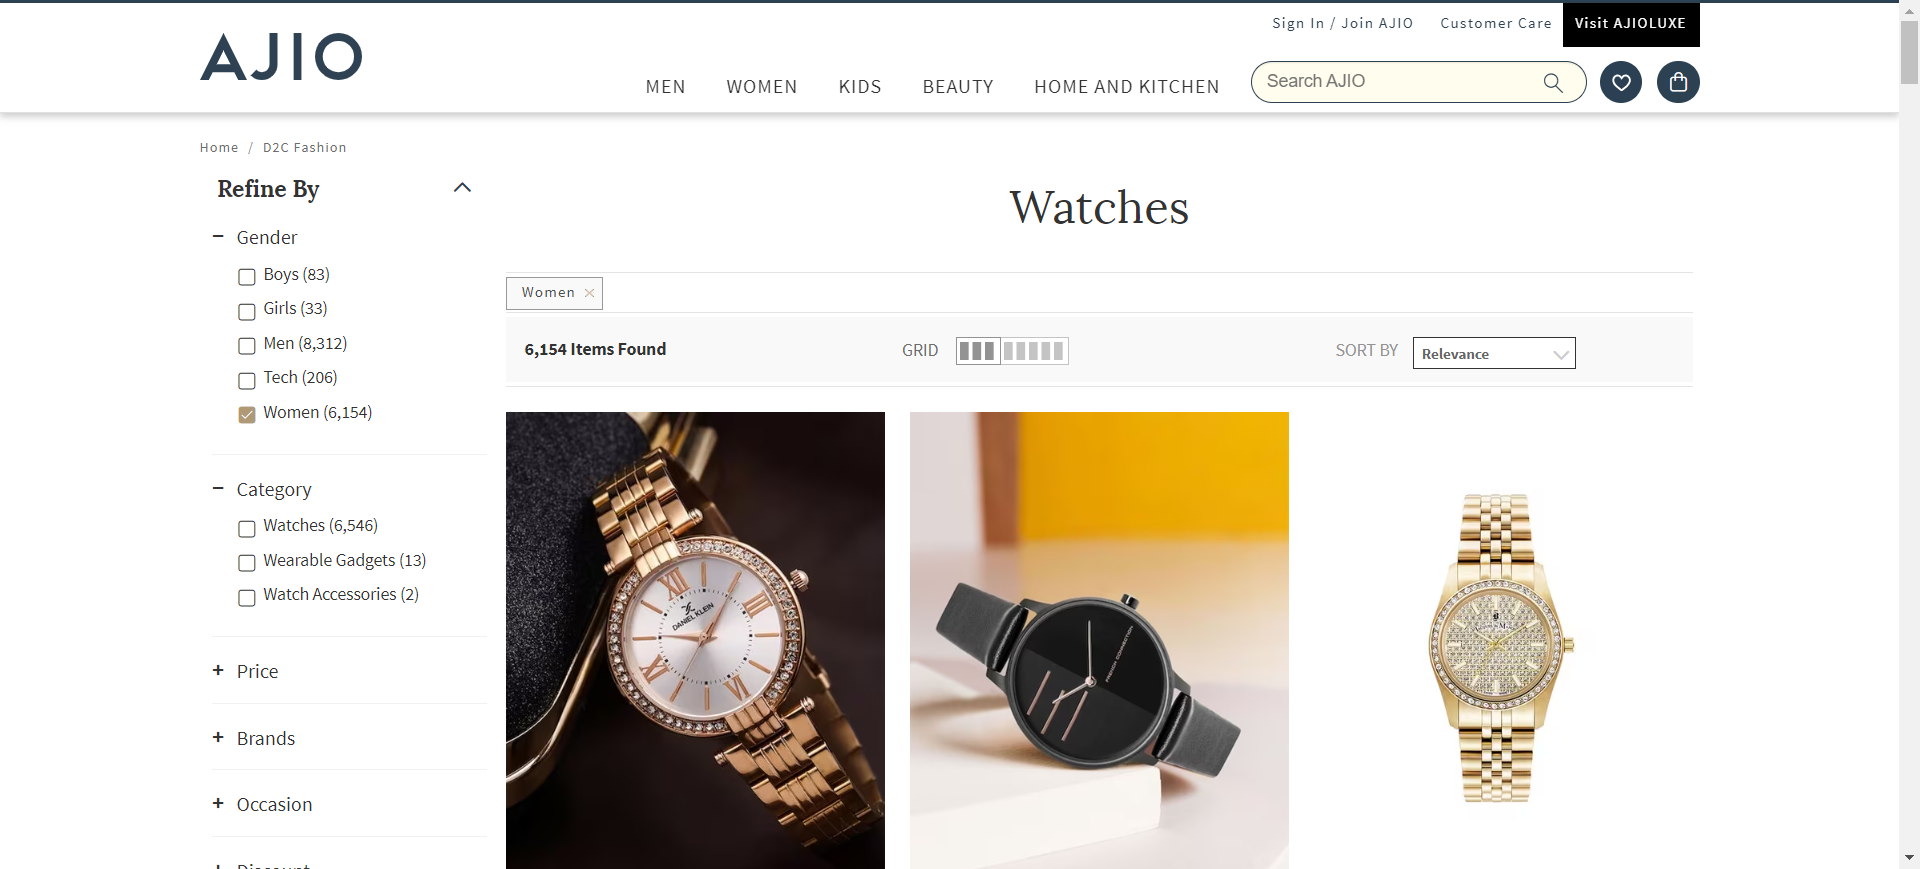 Sign In / Join AJIO
Customer Care
Visit AJIOLUXE
AJIO
MEN
WOMEN
KIDS
BEAUTY
HOME AND KITCHEN
Search AJIO
Home / D2C Fashion
Refine By
Gender
Boys (83)
Girls (33)
Men (8,312)
Tech (206)
Women (6,154)
Category
Watches (6,546)
Wearable Gadgets (13)
Watch Accessories (2)
Price
Brands
Occasion
Discount
Watches
Women
6,154 Items Found
GRID
SORT BY
Relevance
DANIEL KLEIN
FRENCH CONNECTION